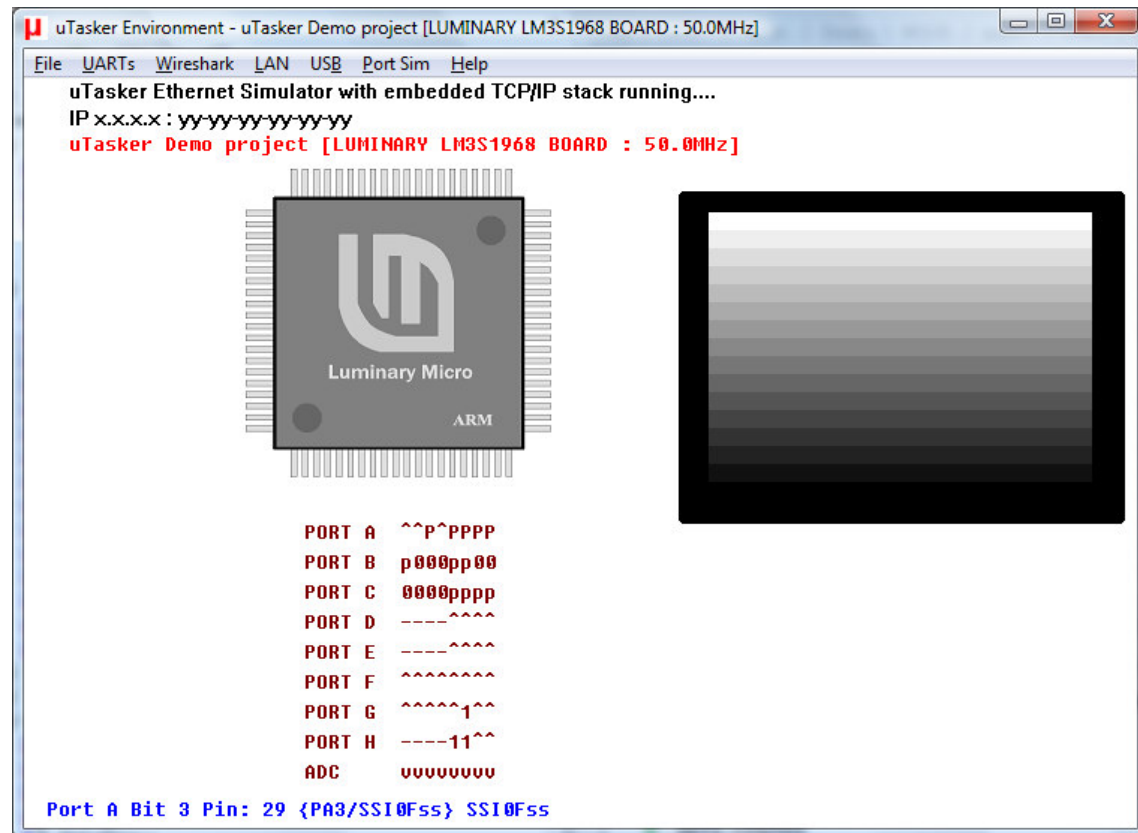 µ uTasker Environment - uTasker Demo project [LUMINARY LM3S1968 BOARD : 50.0MHz]
File UARTs Wireshark LAN USB Port Sim Help
uTasker Ethernet Simulator with embedded TCP/IP stack running....
IP x.x.x.x : yy-yy-yy-yy-yy-yy
uTasker Demo project [LUMINARY LM3S1968 BOARD : 50.0MHz]
Luminary Micro
ARM
PORT A ^^P^PPPP
PORT B p000pp00
PORT C 0000pppp
PORT D ----^^^^
PORT E ----^^^^
PORT F ^^^^^^^^
PORT G ^^^^^1^^
PORT H ----11^^
ADC vvvvvvvv
Port A Bit 3 Pin: 29 {PA3/SSI0Fss} SSI0Fss